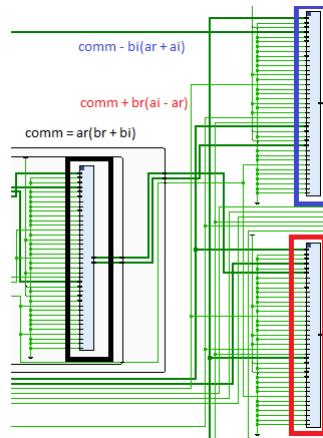 comm - bi(ar + ai)
comm + br(ai - ar)
comm = ar(br + bi)